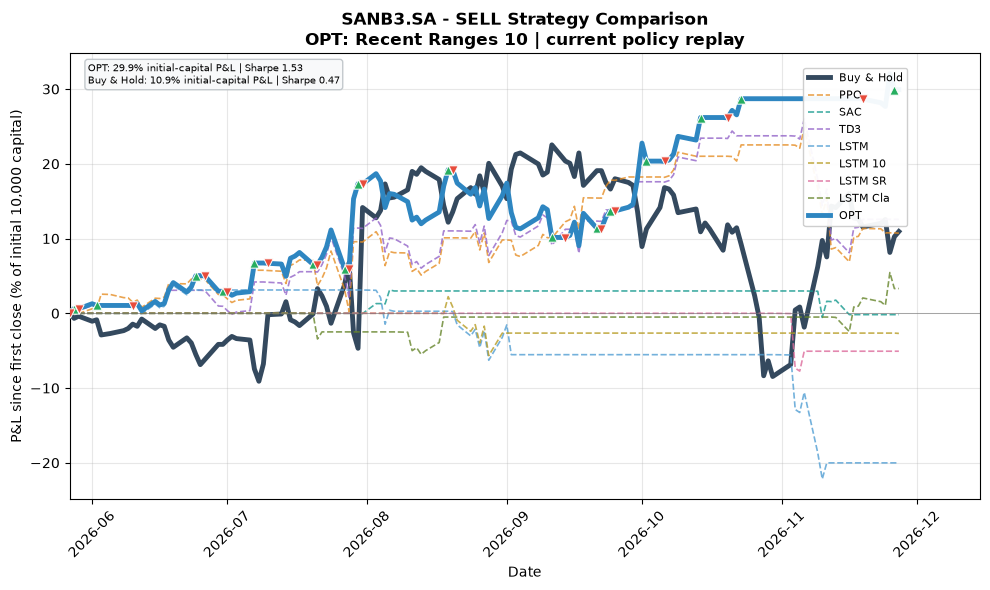 SANB3.SA - SELL Strategy Comparison
OPT: Recent Ranges 10 | current policy replay
OPT: 29.9% initial-capital P&L | Sharpe 1.53
Buy & Hold: 10.9% initial-capital P&L | Sharpe 0.47
Buy & Hold
PPO
SAC
TD3
LSTM
LSTM 10
LSTM SR
LSTM Cla
OPT
P&L since first close (% of initial 10,000 capital)
30
20
10
0
−10
−20
2026-06
2026-07
2026-08
2026-09
2026-10
2026-11
2026-12
Date